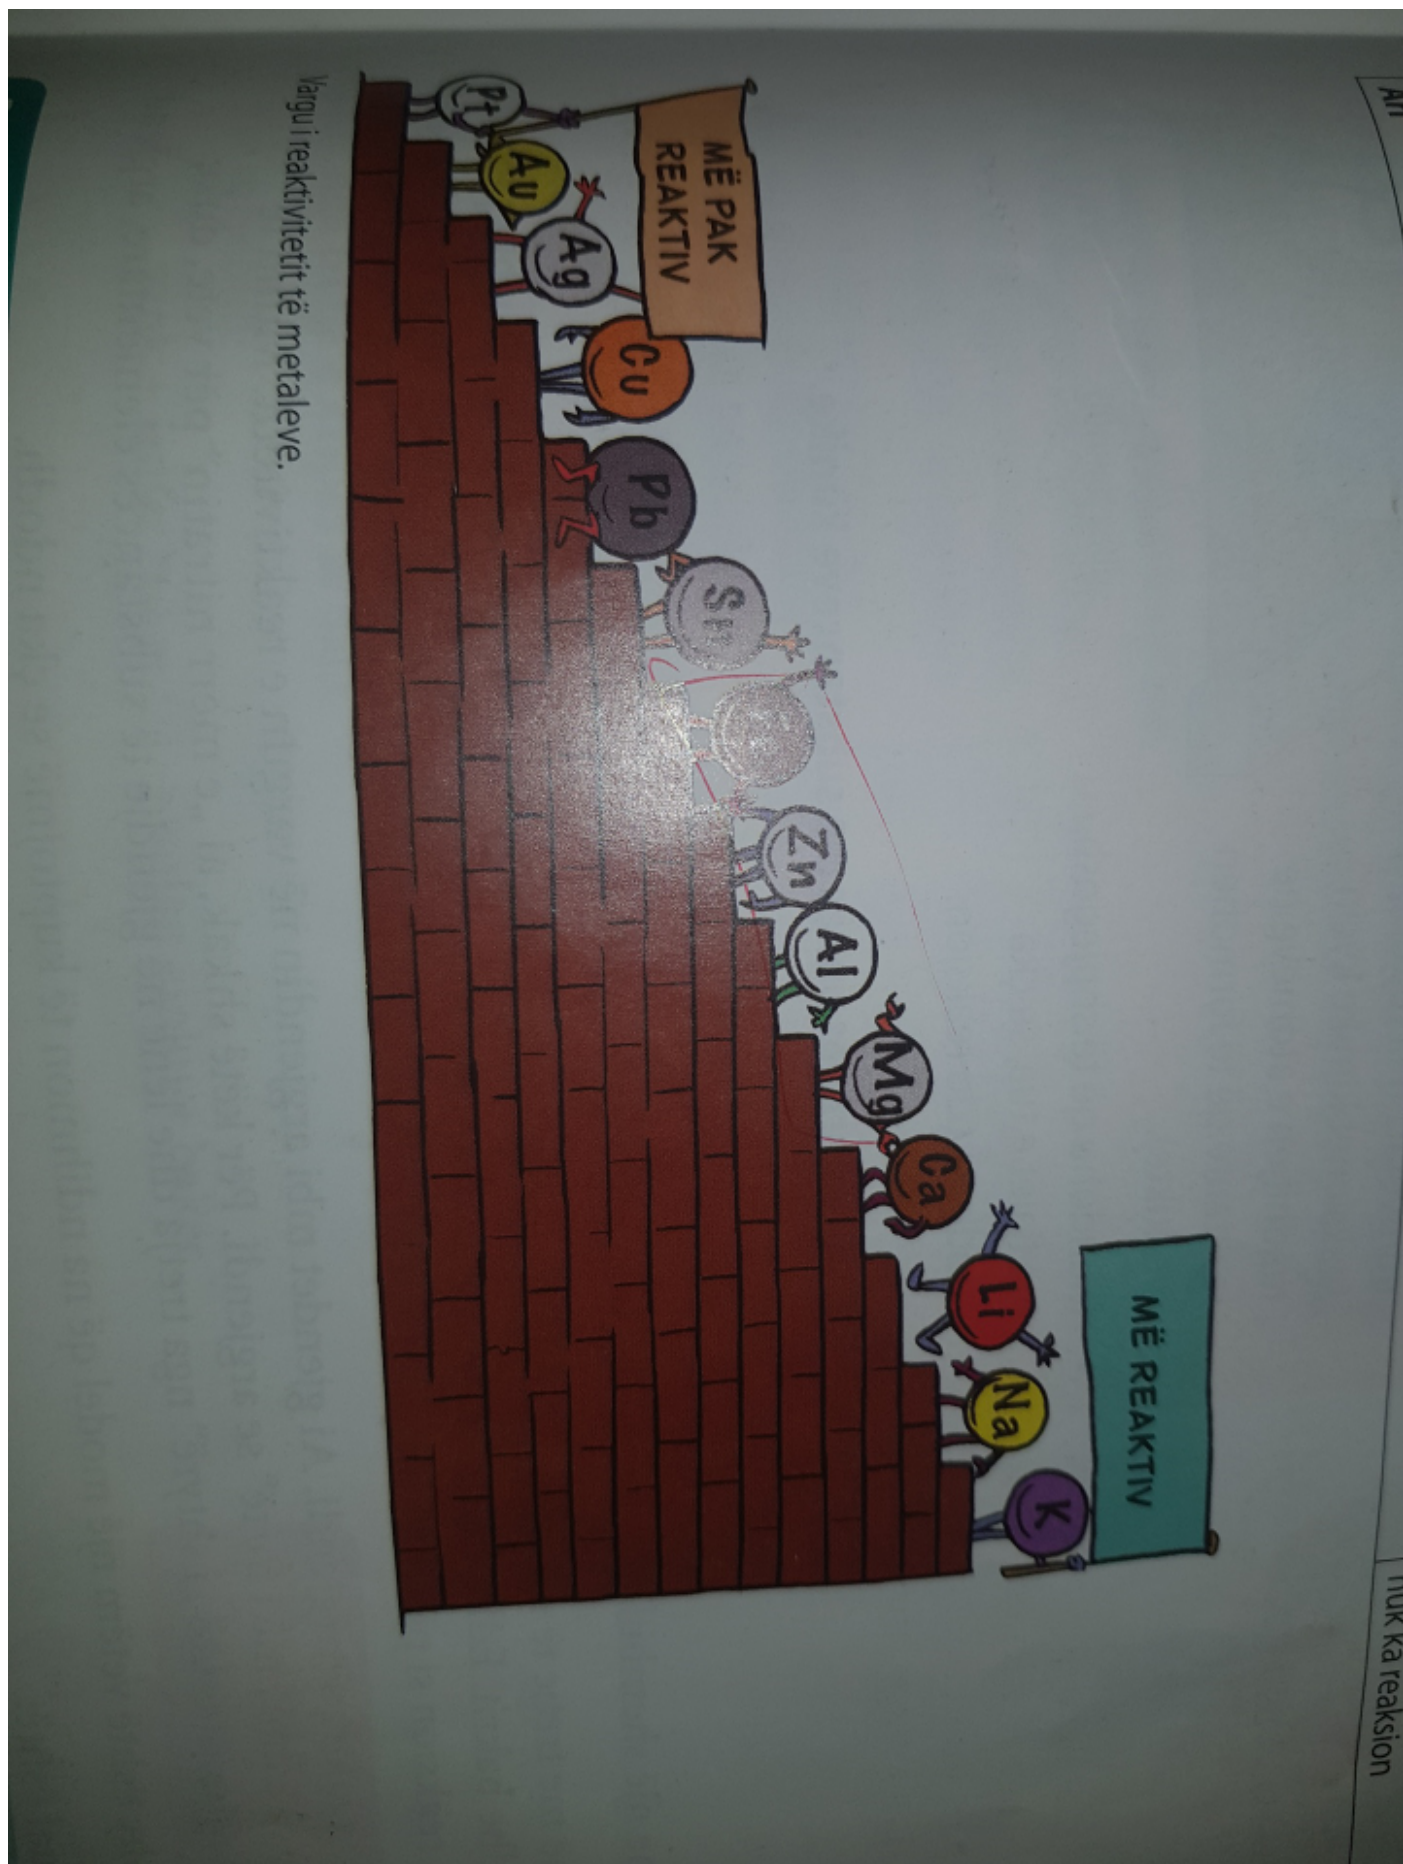 An
nuk ka reaksion
MË REAKTIV
MË PAK
REAKTIV
Pt
Au
Ag
Cu
Pb
Sn
Zn
Al
Mg
Ca
Li
Na
K
Vargu i reaktivitetit të metaleve.